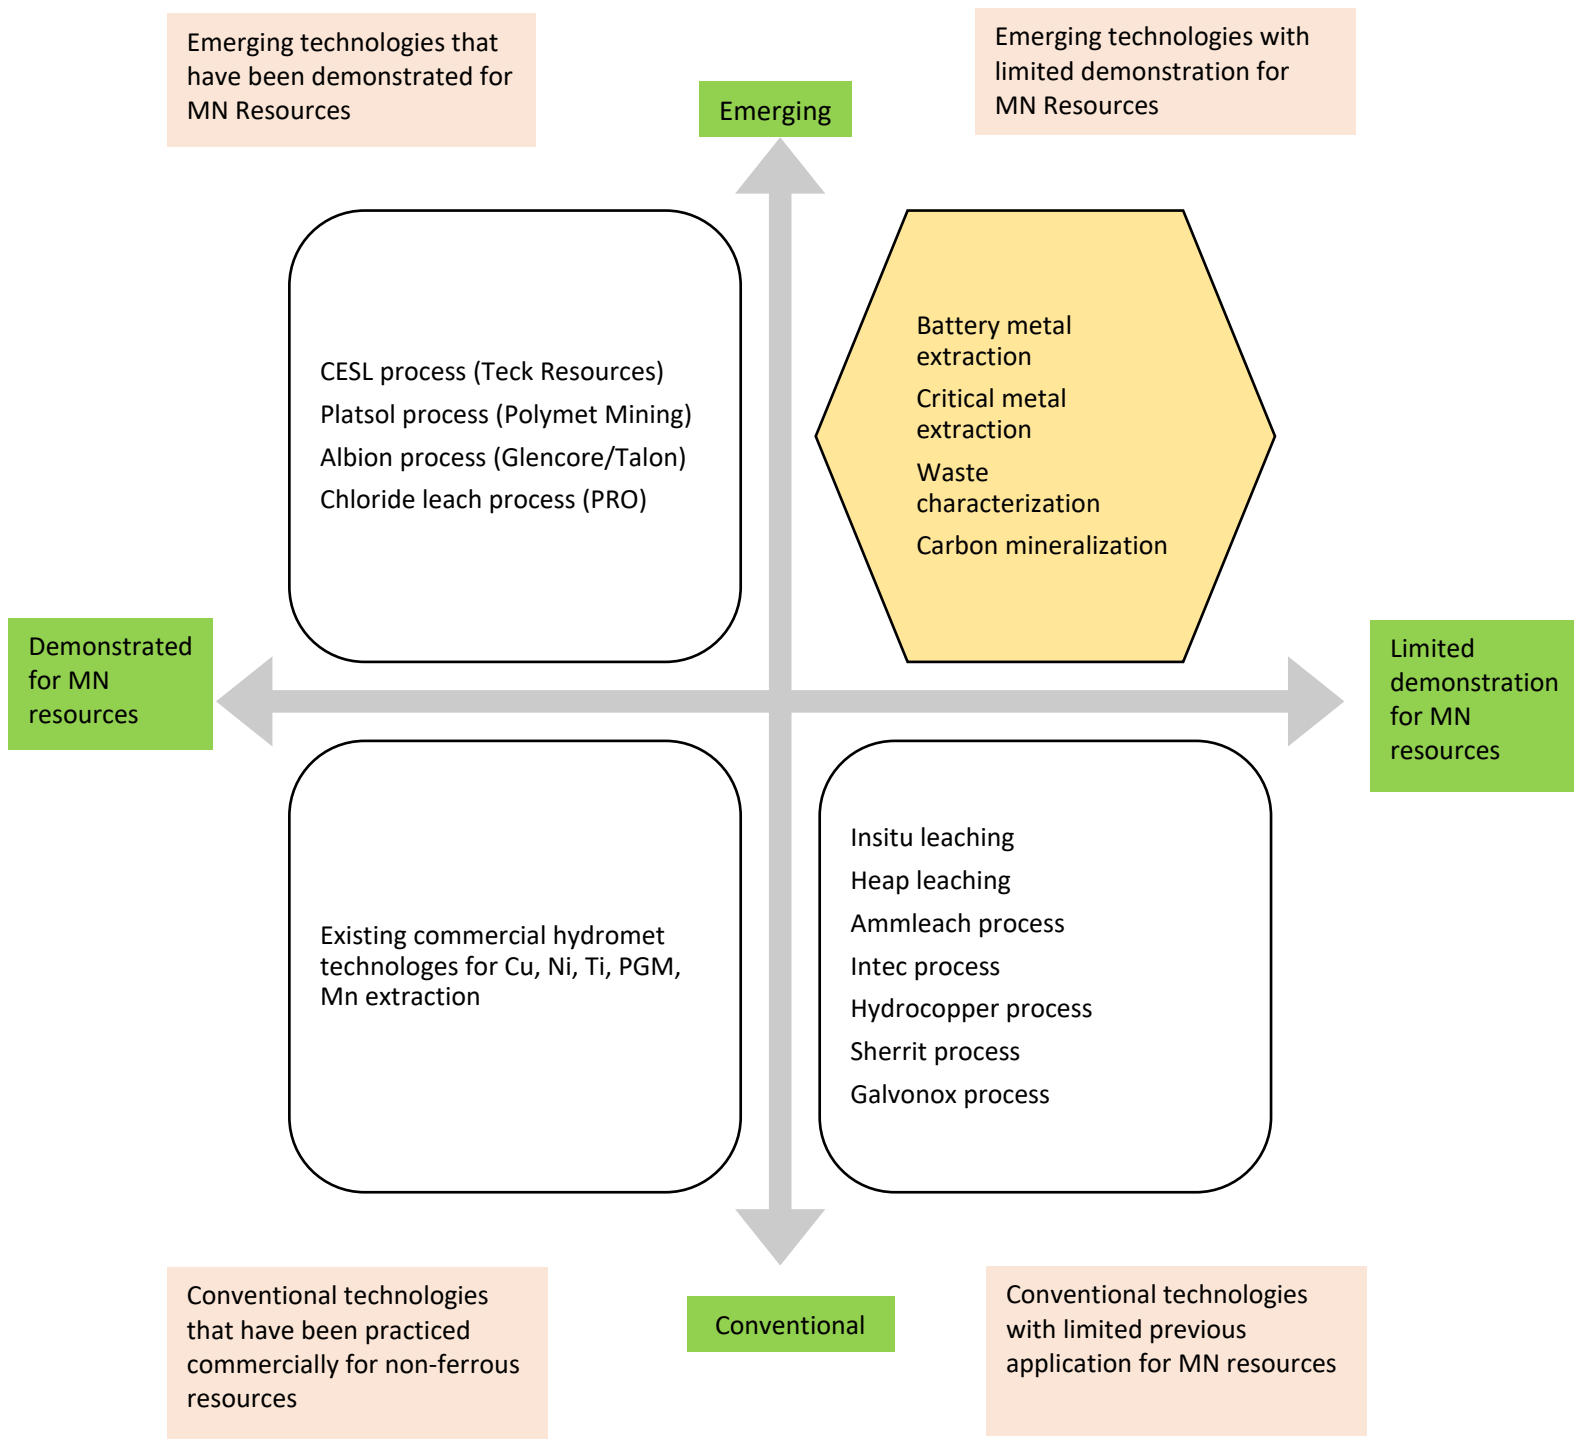 Emerging technologies that
have been demonstrated for
MN Resources
Emerging technologies with
limited demonstration for
MN Resources
Emerging
CESL process (Teck Resources)
Platsol process (Polymet Mining)
Albion process (Glencore/Talon)
Chloride leach process (PRO)
Battery metal
extraction
Critical metal
extraction
Waste
characterization
Carbon mineralization
Demonstrated
for MN
resources
Limited
demonstration
for MN
resources
Existing commercial hydromet
technologes for Cu, Ni, Ti, PGM,
Mn extraction
Insitu leaching
Heap leaching
Ammleach process
Intec process
Hydrocopper process
Sherrit process
Galvonox process
Conventional technologies
that have been practiced
commercially for non-ferrous
resources
Conventional
Conventional technologies
with limited previous
application for MN resources